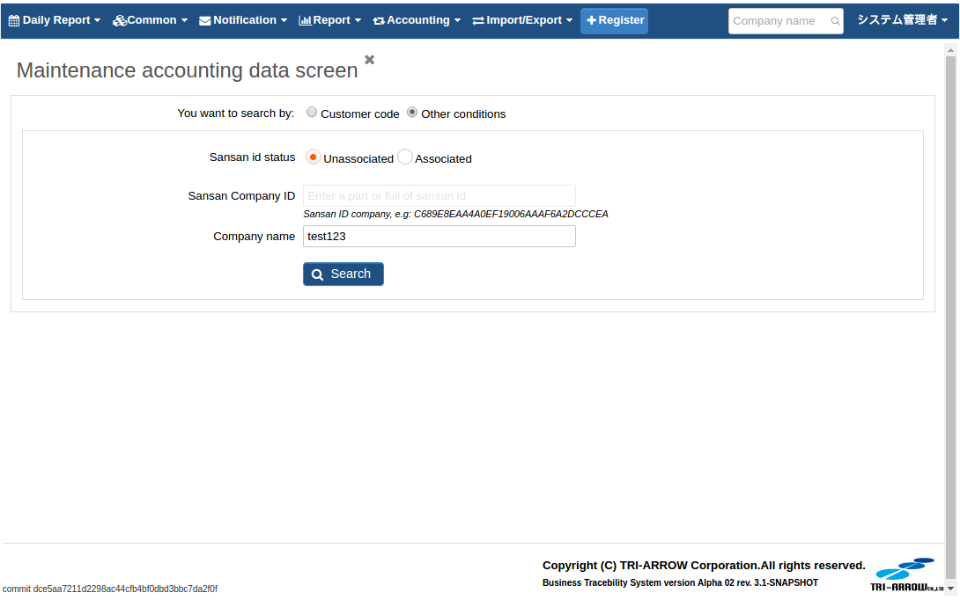 Daily Report Common Notification Report Accounting Import/Export Register Company name システム管理者
Maintenance accounting data screen
You want to search by: Customer code Other conditions
Sansan id status Unassociated Associated
Sansan Company ID Enter a part or full of sansan id
Sansan ID company, e.g: C689E8EAA4A0EF19006AAAF6A2DCCCEA
Company name test123
Search
Copyright (C) TRI-ARROW Corporation.All rights reserved.
Business Tracebility System version Alpha 02 rev. 3.1-SNAPSHOT
TRI-ARROW
commit dce5aa7211d2298ac44cfb4bf0dbd3bbc7da2f0f